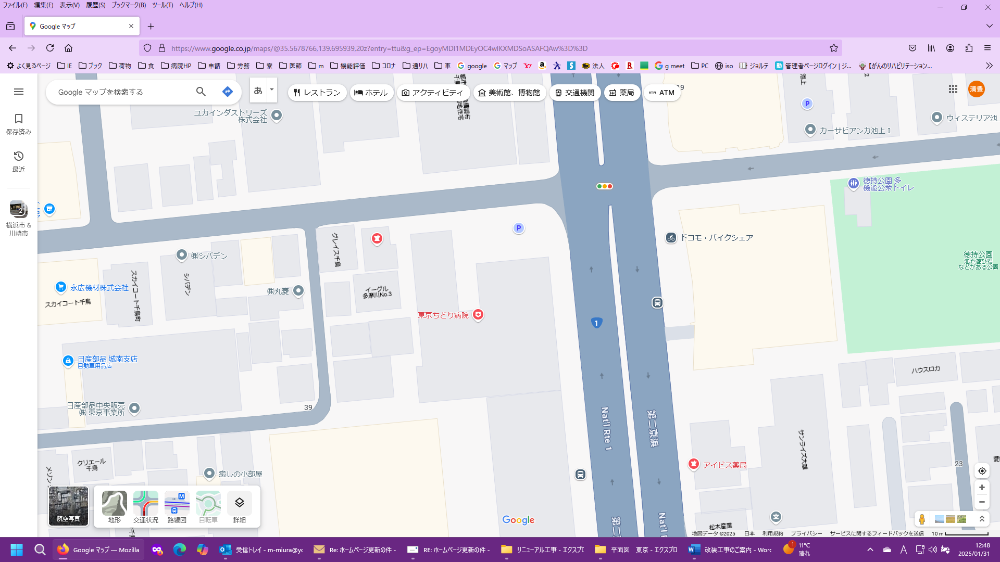 ファイル(F) 編集(E) 表示(V) 履歴(S) ブックマーク(B) ツール(T) ヘルプ(H)
Google マップ
https://www.google.co.jp/maps/@35.5678766,139.695939,20z?entry=ttu&g_ep=EgoyMDI1MDEyOC4wIKXMDSoASAFQAw%3D%3D
よく見るページ IE ブック 荷物 食 病院HP 申請 労務 寮 医師 m 機能評価 コロナ 通リハ 車 google マップ 法人 g meet PC iso ジョルテ 管理者ページログイン | ジ... 【がんのリハビリテーション...
Google マップを検索する
あ
レストラン
ホテル
アクティビティ
美術館、博物館
交通機関
薬局
ATM
満豊
保存済み
最近
2
横浜市 &
川崎市
ユカインダストリーズ
株式会社
池上
2
19
P
カーサビアンカ池上 I
ウィステリア池上
徳持公園 多
機能公衆トイレ
P
グレイス千鳥
ドコモ・バイクシェア
㈱シバデン
シバデン
徳持公園
池や遊び場
などがある公園
スカイコート千鳥町
永広機材株式会社
スカイコート千鳥
㈱丸菱
イーグル
多摩川No.3
東京ちどり病院
1
日産部品 城南支店
自動車用品店
ハウスロカ
日産部品中央販売
㈱ 東京事業所
39
Nat'l Rte 1
第二京浜
サンライズ大雄
クリエール
千鳥
メゾン
癒しの小部屋
アイビス薬局
23
航空写真
地形
交通状況
路線図
自転車
詳細
Google
第二
Nat'l
松本産業
地図データ ©2025 日本 利用規約 プライバシー サービスに関するフィードバックを送信 10 m
Google マップ — Mozilla
受信トレイ - m-miura@yc
Re: ホームページ更新の件 -
RE: ホームページ更新の件 -
リニューアル工事 - エクスプロ
平面図 東京 - エクスプロ
改装工事のご案内 - Worc
1
11°C
晴れ
A
12:48
2025/01/31